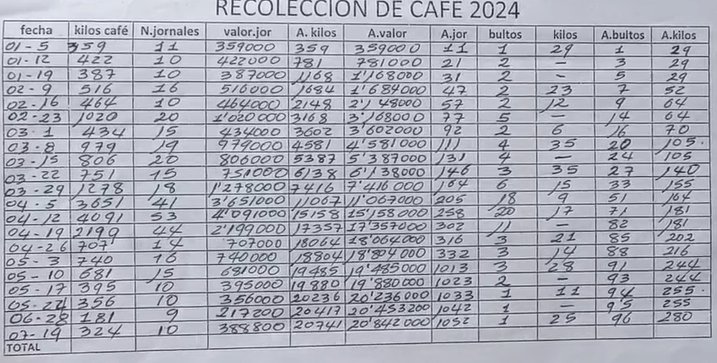 RECOLECCION DE CAFE 2024
fecha kilos café N.jornales valor.jor A. kilos A.valor A.jor bultos kilos A.bultos A.kilos
01-5 359 11 359000 359 359000 11 1 29 1 29
01-12 422 10 422000 781 781000 21 2 - 3 29
01-19 387 10 387000 1168 1'168000 31 2 - 5 29
02-9 516 16 516000 1684 1'684000 47 2 23 7 52
02-16 464 10 464000 2148 2'148000 57 2 12 9 64
02-23 1020 20 1'020000 3168 3'168000 77 5 - 14 64
03-1 434 15 434000 3602 3'602000 92 2 6 16 70
03-8 979 19 979000 4581 4'581000 111 4 35 20 105.
03-15 806 20 806000 5387 5'387000 131 4 - 24 105
03-22 751 15 751000 6138 6'138000 146 3 35 27 140
03-29 1278 18 1'278000 7416 7'416000 164 6 15 33 155
04-5 3651 41 3'651000 11067 11'067000 205 18 9 51 164
04-12 4091 53 4'091000 15158 15'158000 258 20 17 71 181
04-19 2199 44 2'199000 17357 17'357000 302 11 - 82 181
04-26 707 14 707000 18064 18'064000 316 3 21 85 202
05-3 740 16 740000 18804 18'804000 332 3 14 88 216
05-10 681 15 681000 19485 19'485000 1013 3 28 91 244
05-17 395 10 395000 19880 19'880000 1023 2 - 93 244
05-24 356 10 356000 20236 20'236000 1033 1 11 94 255.
06-28 181 9 217200 20417 20'453200 1042 1 - 95 255
07-19 324 10 388800 20741 20'842000 1052 1 25 96 280
TOTAL